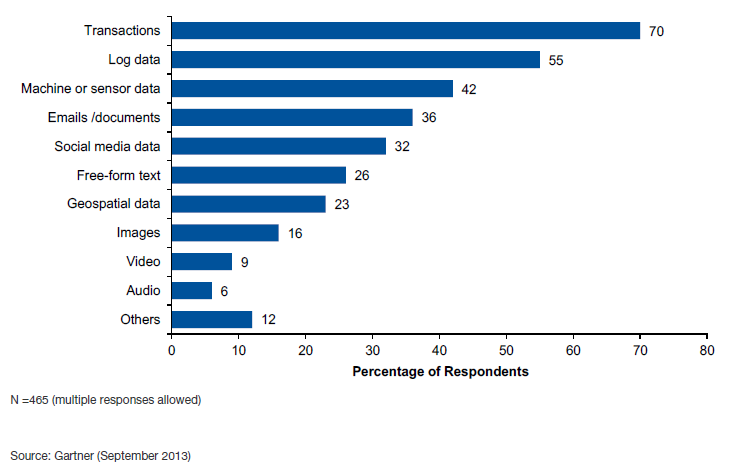 Transactions 70
Log data 55
Machine or sensor data 42
Emails /documents 36
Social media data 32
Free-form text 26
Geospatial data 23
Images 16
Video 9
Audio 6
Others 12
0 10 20 30 40 50 60 70 80
Percentage of Respondents
N =465 (multiple responses allowed)
Source: Gartner (September 2013)